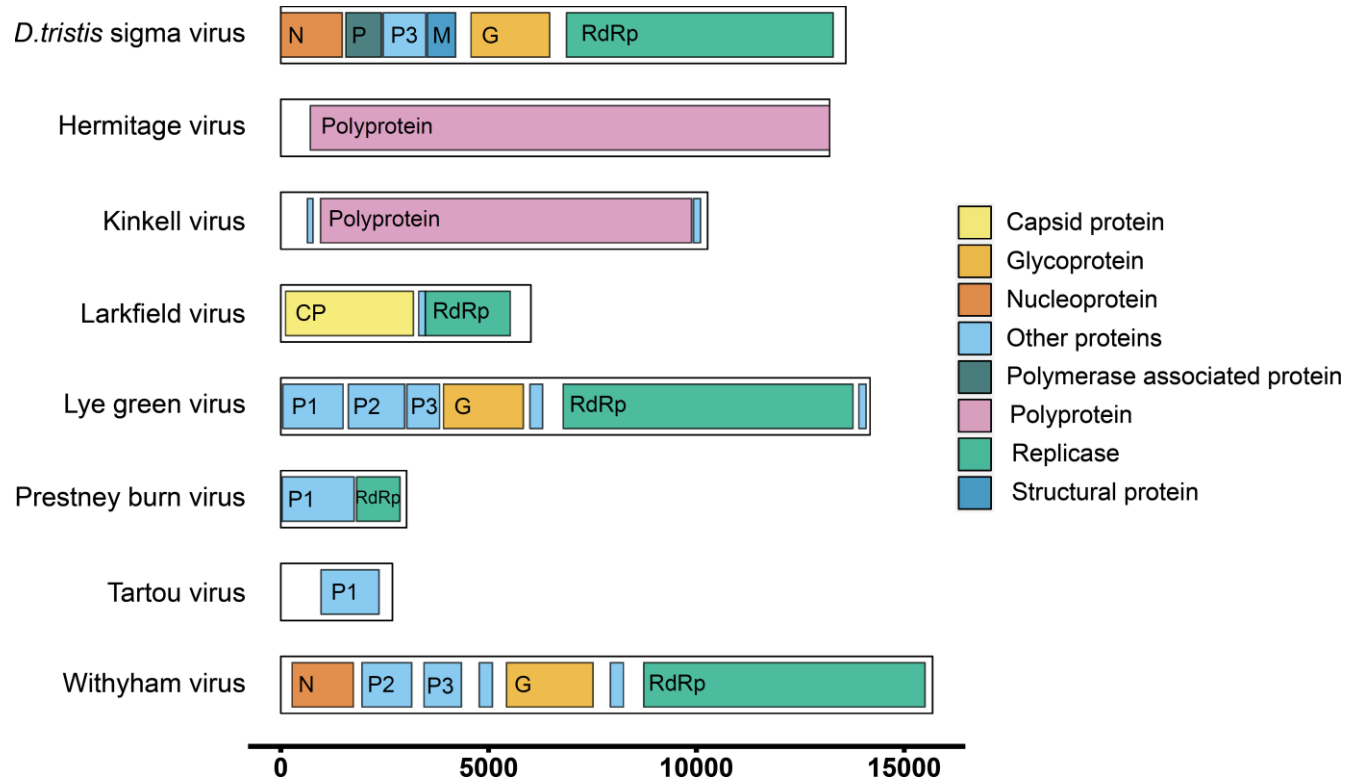 D.tristis sigma virus
N P P3 M G RdRp
Hermitage virus
Polyprotein
Kinkell virus
Polyprotein
Larkfield virus
CP RdRp
Lye green virus
P1 P2 P3 G RdRp
Prestney burn virus
P1 RdRp
Tartou virus
P1
Withyham virus
N P2 P3 G RdRp
0 5000 10000 15000
Capsid protein
Glycoprotein
Nucleoprotein
Other proteins
Polymerase associated protein
Polyprotein
Replicase
Structural protein